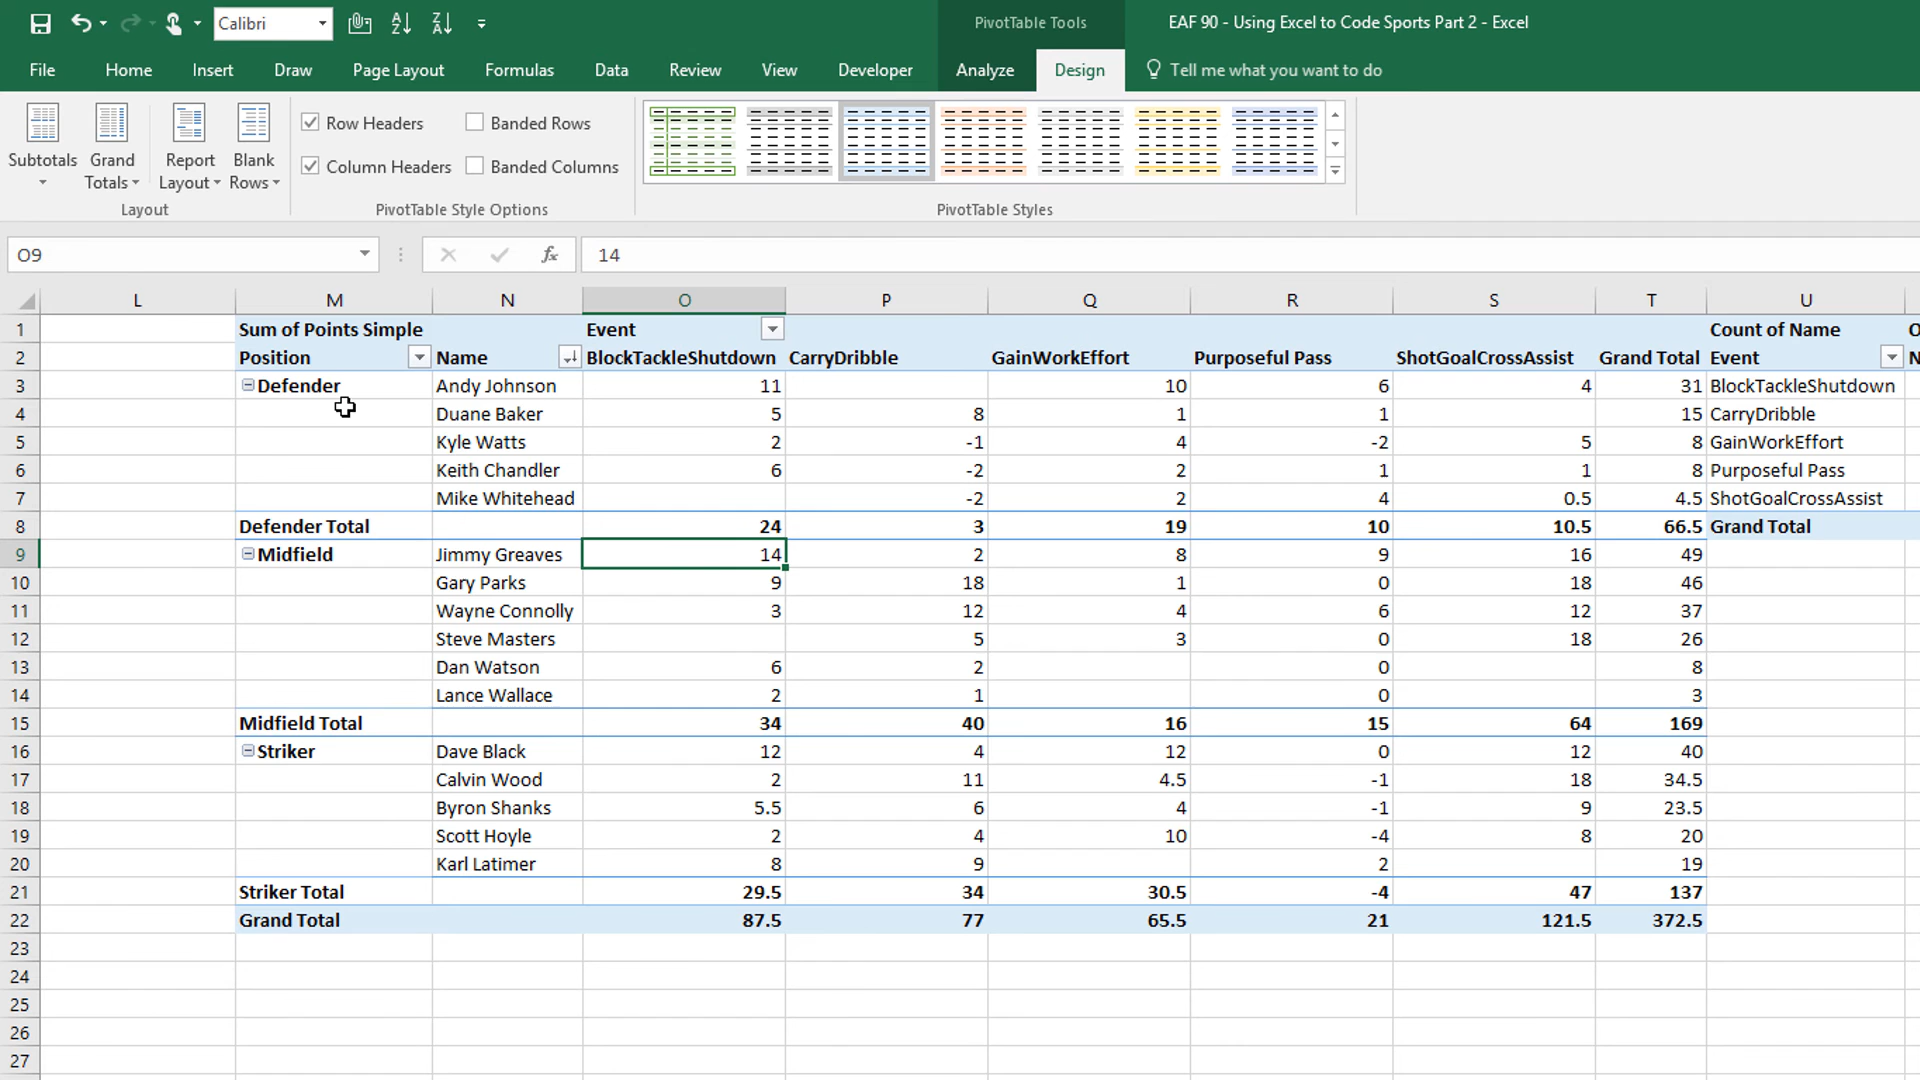 Calibri
PivotTable Tools
EAF 90 - Using Excel to Code Sports Part 2 - Excel
File Home Insert Draw Page Layout Formulas Data Review View Developer Analyze Design Tell me what you want to do
Subtotals
Grand Totals
Report Layout
Blank Rows
Layout
Row Headers
Banded Rows
Column Headers
Banded Columns
PivotTable Style Options
PivotTable Styles
O9 fx 14
L M N O P Q R S T U
1 Sum of Points Simple Event Count of Name O
2 Position Name BlockTackleShutdown CarryDribble GainWorkEffort Purposeful Pass ShotGoalCrossAssist Grand Total Event N
3 Defender Andy Johnson 11 10 6 4 31 BlockTackleShutdown
4 Duane Baker 5 8 1 1 15 CarryDribble
5 Kyle Watts 2 -1 4 -2 5 8 GainWorkEffort
6 Keith Chandler 6 -2 2 1 1 8 Purposeful Pass
7 Mike Whitehead -2 2 4 0.5 4.5 ShotGoalCrossAssist
8 Defender Total 24 3 19 10 10.5 66.5 Grand Total
9 Midfield Jimmy Greaves 14 2 8 9 16 49
10 Gary Parks 9 18 1 0 18 46
11 Wayne Connolly 3 12 4 6 12 37
12 Steve Masters 5 3 0 18 26
13 Dan Watson 6 2 0 8
14 Lance Wallace 2 1 0 3
15 Midfield Total 34 40 16 15 64 169
16 Striker Dave Black 12 4 12 0 12 40
17 Calvin Wood 2 11 4.5 -1 18 34.5
18 Byron Shanks 5.5 6 4 -1 9 23.5
19 Scott Hoyle 2 4 10 -4 8 20
20 Karl Latimer 8 9 2 19
21 Striker Total 29.5 34 30.5 -4 47 137
22 Grand Total 87.5 77 65.5 21 121.5 372.5
23
24
25
26
27